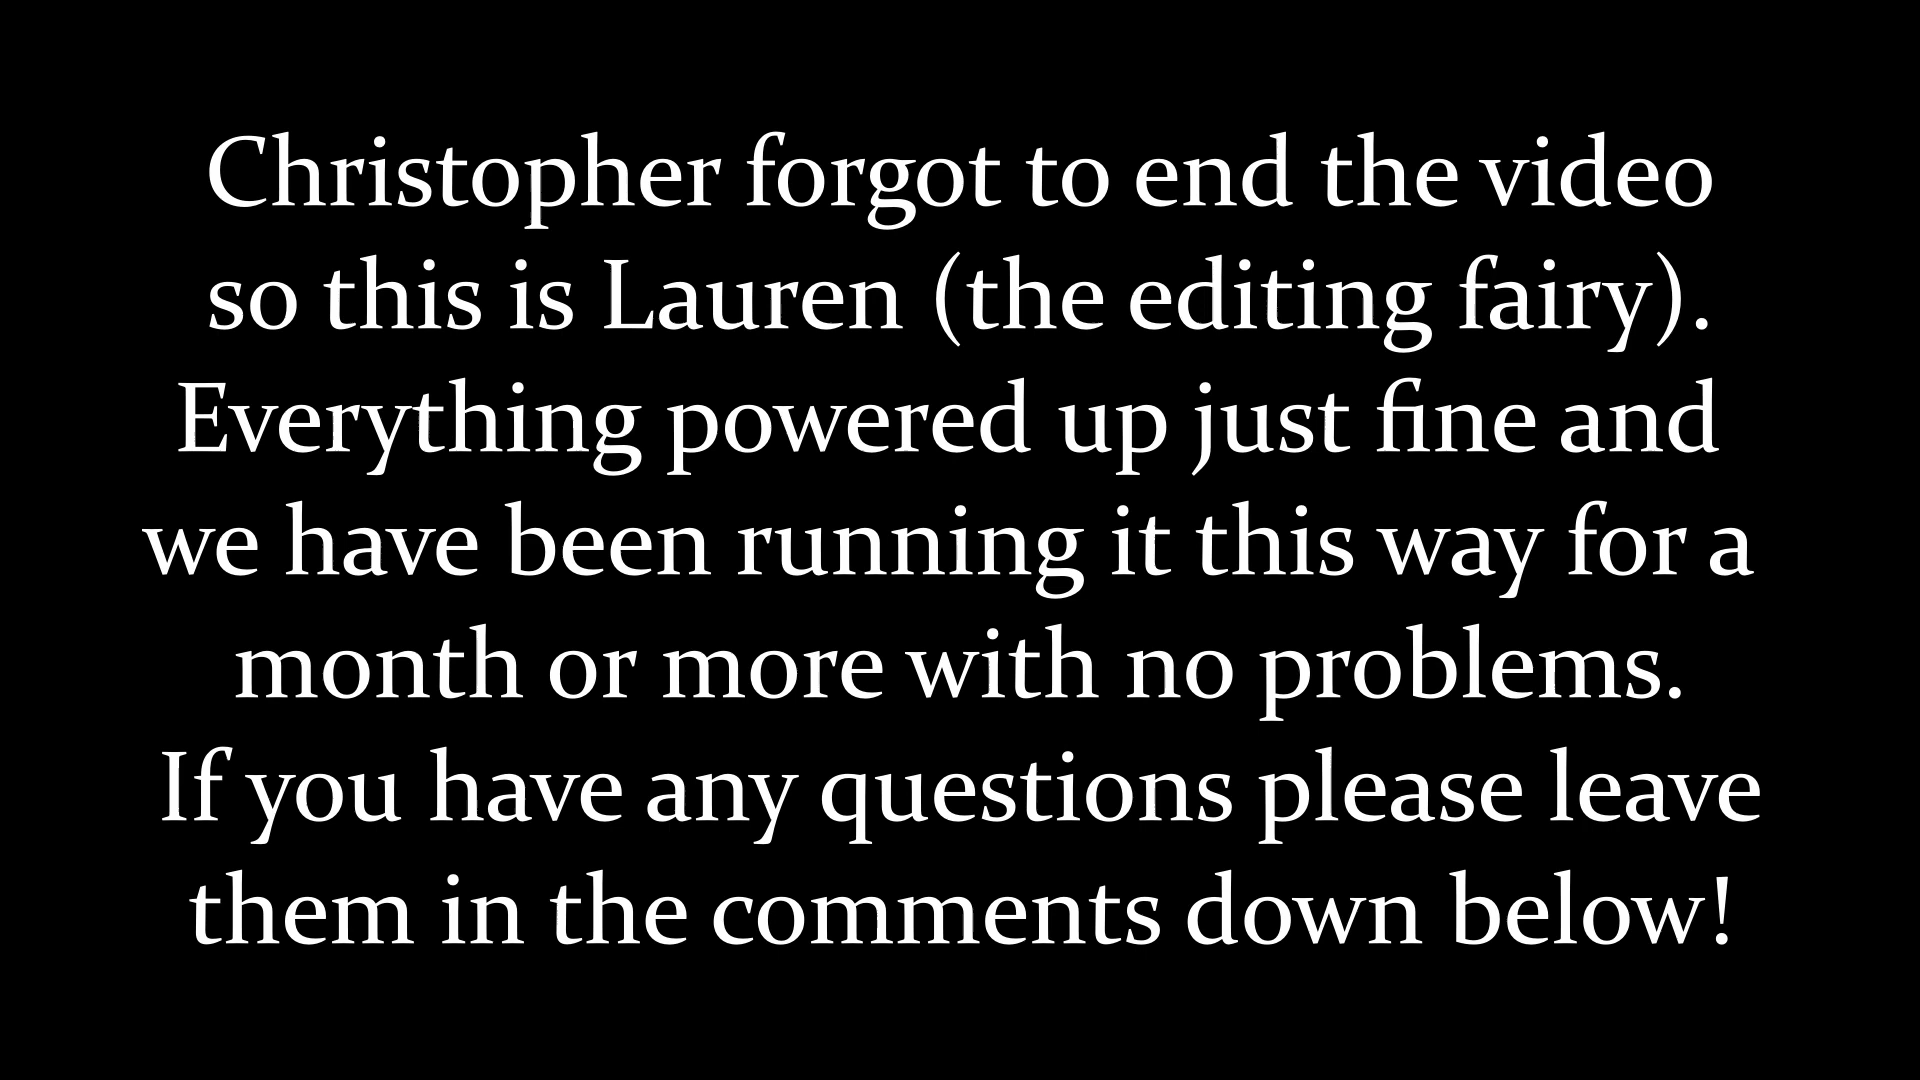 Christopher forgot to end the video
so this is Lauren (the editing fairy).
Everything powered up just fine and
we have been running it this way for a
month or more with no problems.
If you have any questions please leave
them in the comments down below!